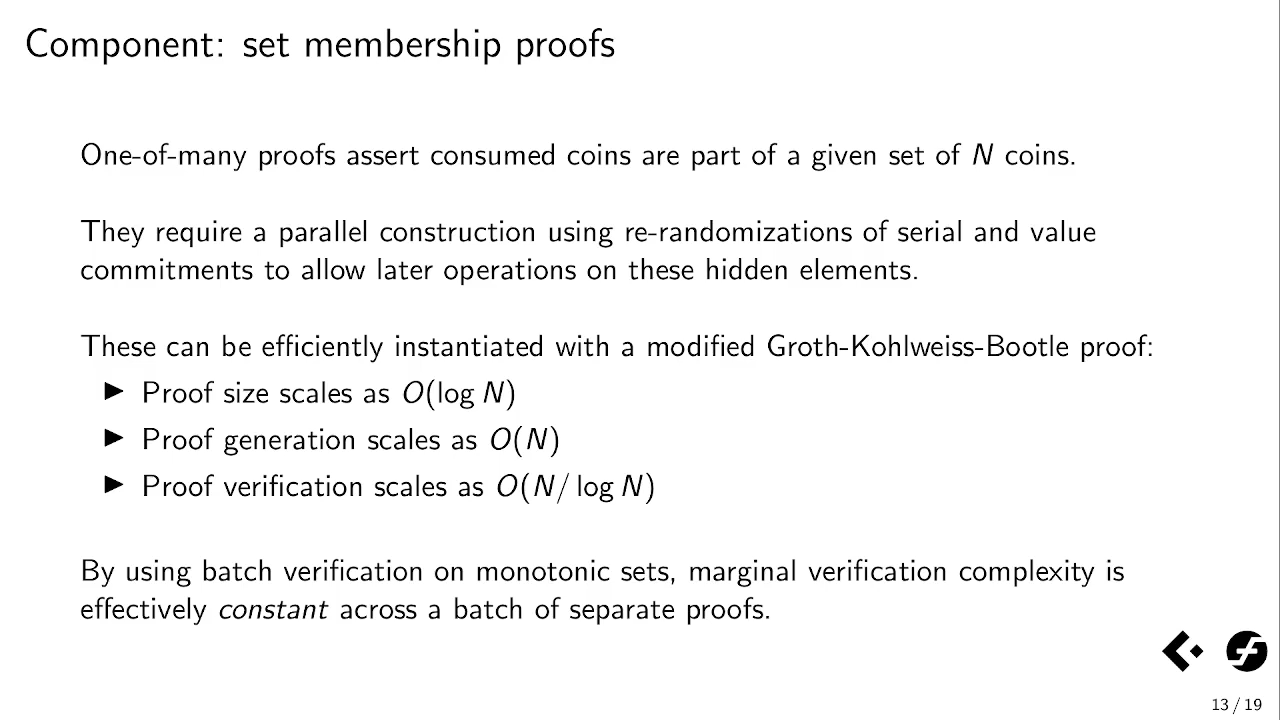 Component: set membership proofs
One-of-many proofs assert consumed coins are part of a given set of N coins.
They require a parallel construction using re-randomizations of serial and value
commitments to allow later operations on these hidden elements.
These can be efficiently instantiated with a modified Groth-Kohlweiss-Bootle proof:
▶ Proof size scales as O(log N)
▶ Proof generation scales as O(N)
▶ Proof verification scales as O(N/ log N)
By using batch verification on monotonic sets, marginal verification complexity is
effectively constant across a batch of separate proofs.
13 / 19